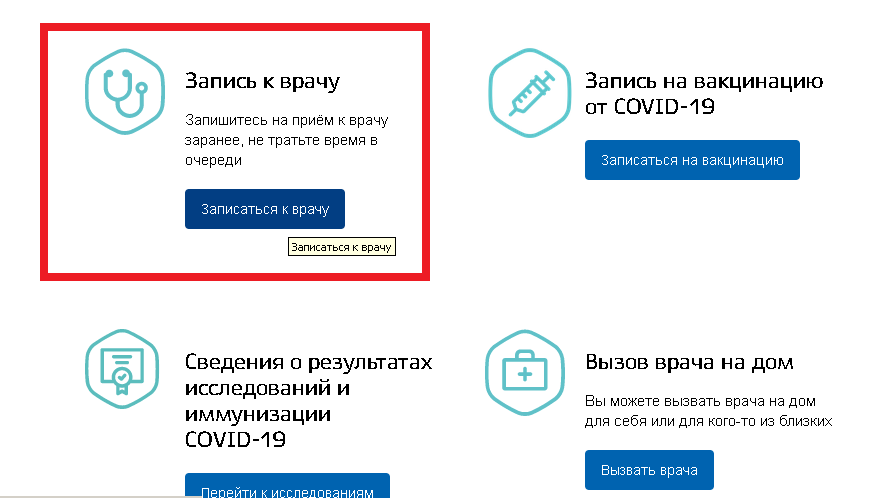 Запись к врачу
Запишитесь на приём к врачу
заранее, не тратьте время в
очереди
Записаться к врачу
Записаться к врачу
Запись на вакцинацию
от COVID-19
Записаться на вакцинацию
Сведения о результатах
исследований и
иммунизации
COVID-19
Перейти к исследованиям
Вызов врача на дом
Вы можете вызвать врача на дом
для себя или для кого-то из близких
Вызвать врача